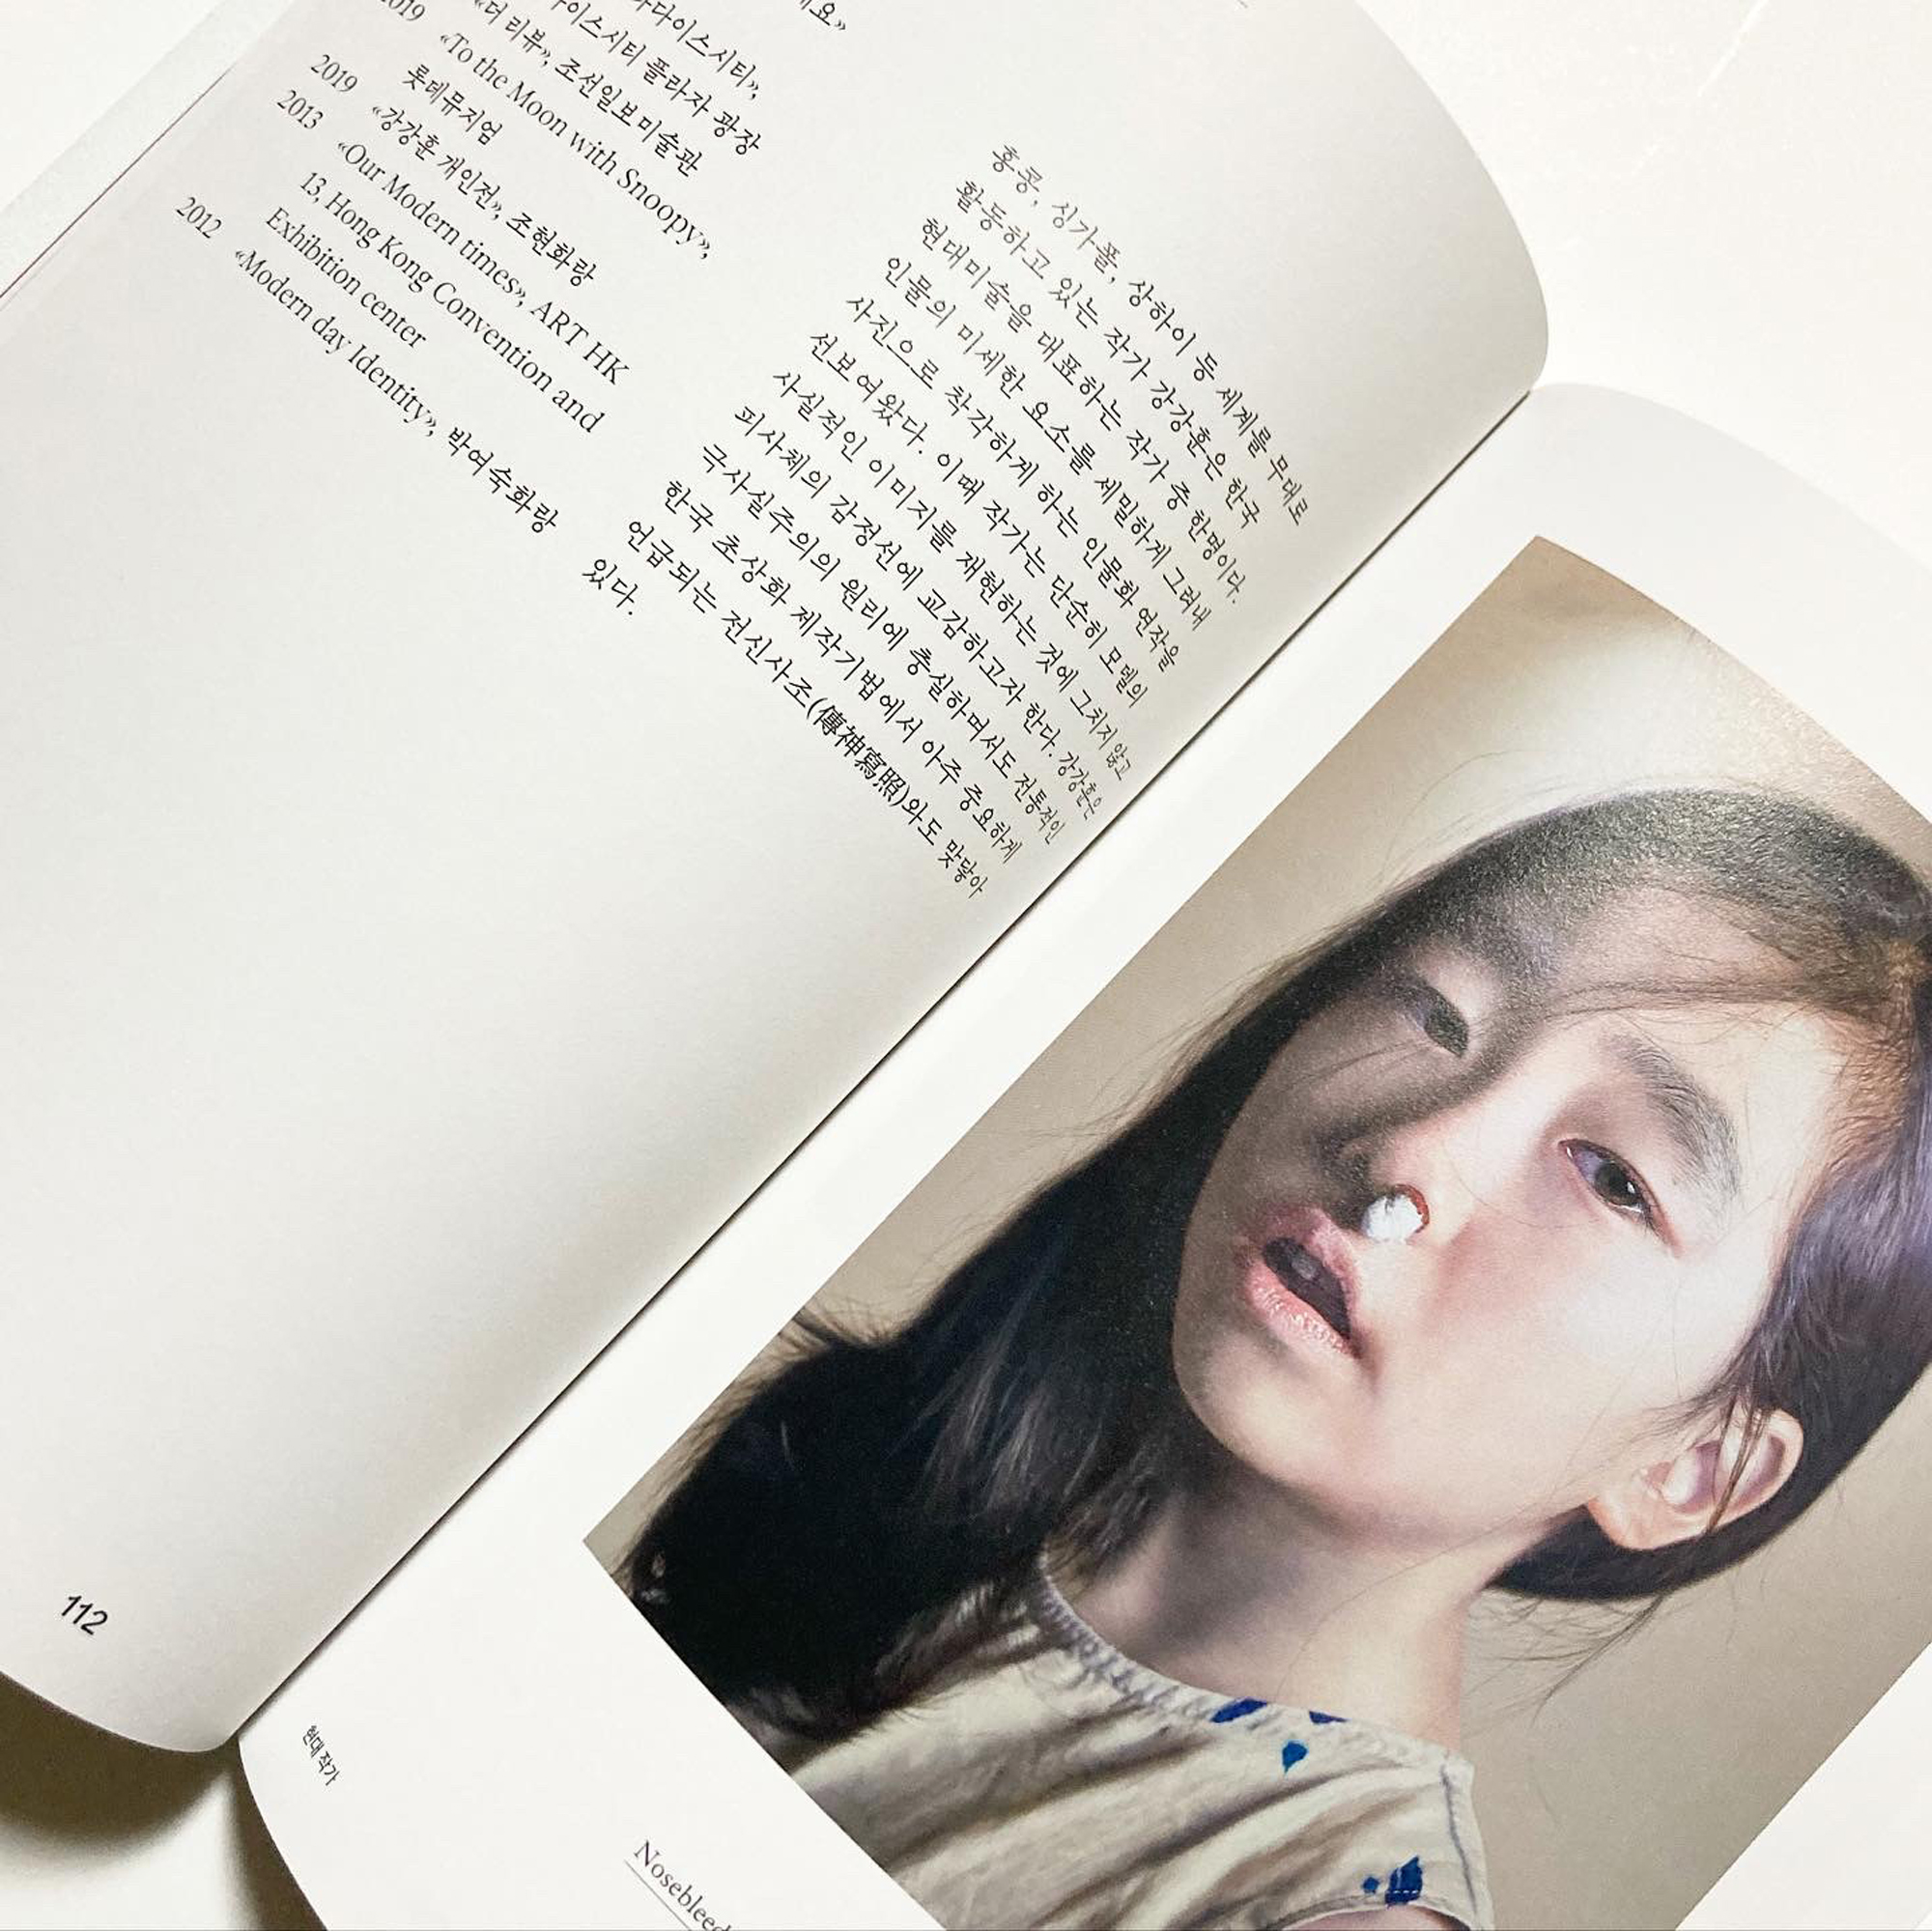 2019
«더 리뷰», 조선일보미술관
«To the Moon with Snoopy»,
롯데뮤지엄
2019 «강강훈 개인전», 조현화랑
2013 «Our Modern times», ART HK
13, Hong Kong Convention and
Exhibition center
2012 «Modern day Identity», 박여숙화랑
홍콩, 싱가폴, 상하이 등 세계를 무대로
활동하고 있는 작가 강강훈은 한국
현대미술을 대표하는 작가 중 한명이다.
인물의 미세한 요소를 세밀하게 그려내
사진으로 착각하게 하는 인물화 연작을
선보여왔다. 이때 작가는 단순히 모델의
사실적인 이미지를 재현하는 것에 그치지 않고
피사체의 감정선에 교감하고자 한다. 강강훈은
극사실주의의 원리에 충실하며서도 전통적인
한국 초상화 제작기법에서 아주 중요하게
언급되는 전신사조(傳神寫照)와도 맞닿아
있다.
112
현대 작가
Nosebleed